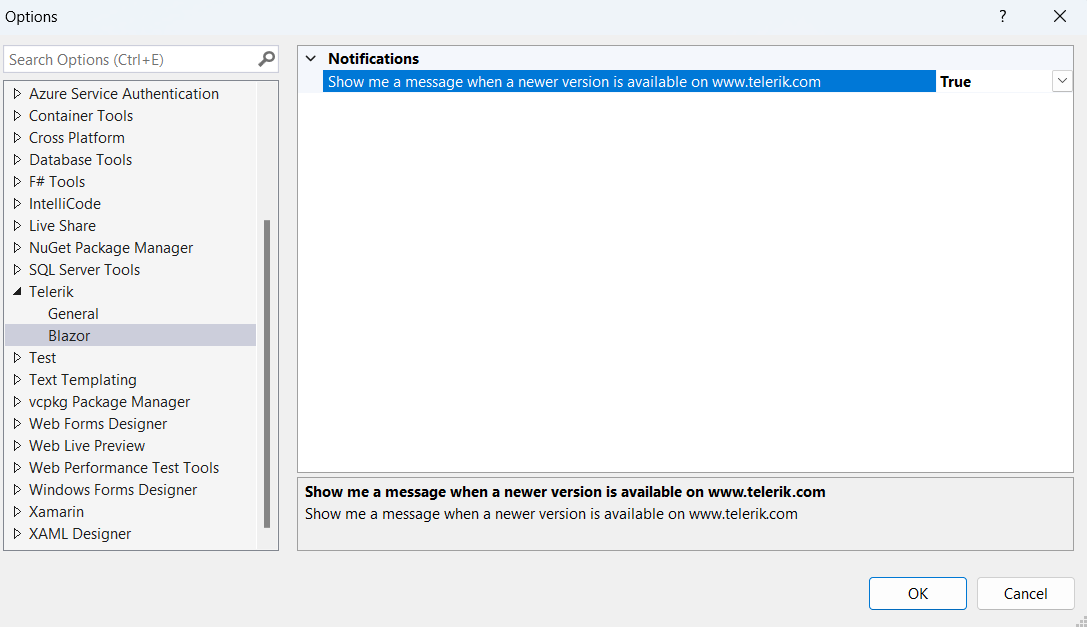 Options
?
Search Options (Ctrl+E)
Azure Service Authentication
Container Tools
Cross Platform
Database Tools
F# Tools
IntelliCode
Live Share
NuGet Package Manager
SQL Server Tools
Telerik
General
Blazor
Test
Text Templating
vcpkg Package Manager
Web Forms Designer
Web Live Preview
Web Performance Test Tools
Windows Forms Designer
Xamarin
XAML Designer
Notifications
Show me a message when a newer version is available on www.telerik.com True
Show me a message when a newer version is available on www.telerik.com
Show me a message when a newer version is available on www.telerik.com
OK Cancel